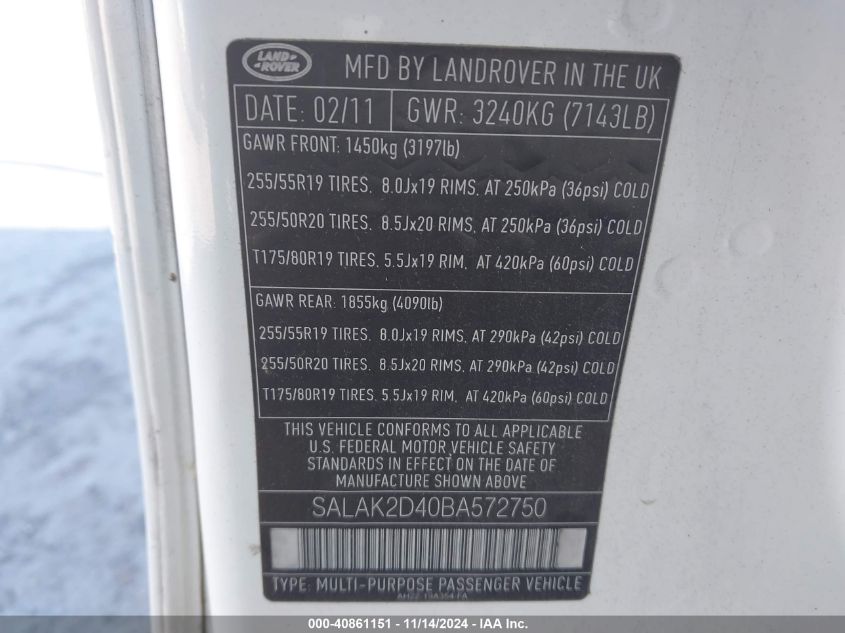 LAND ROVER
MFD BY LANDROVER IN THE UK
DATE: 02/11 GWR: 3240KG (7143LB)
GAWR FRONT: 1450kg (3197lb)
255/55R19 TIRES, 8.0Jx19 RIMS, AT 250kPa (36psi) COLD
255/50R20 TIRES, 8.5Jx20 RIMS, AT 250kPa (36psi) COLD
T175/80R19 TIRES, 5.5Jx19 RIM, AT 420kPa (60psi) COLD
GAWR REAR: 1855kg (4090lb)
255/55R19 TIRES, 8.0Jx19 RIMS, AT 290kPa (42psi) COLD
255/50R20 TIRES, 8.5Jx20 RIMS, AT 290kPa (42psi) COLD
T175/80R19 TIRES, 5.5Jx19 RIM, AT 420kPa (60psi) COLD
THIS VEHICLE CONFORMS TO ALL APPLICABLE
U.S. FEDERAL MOTOR VEHICLE SAFETY
STANDARDS IN EFFECT ON THE DATE OF
MANUFACTURE SHOWN ABOVE
SALAK2D40BA572750
TYPE: MULTI-PURPOSE PASSENGER VEHICLE
000-40861151 - 11/14/2024 - IAAI.com